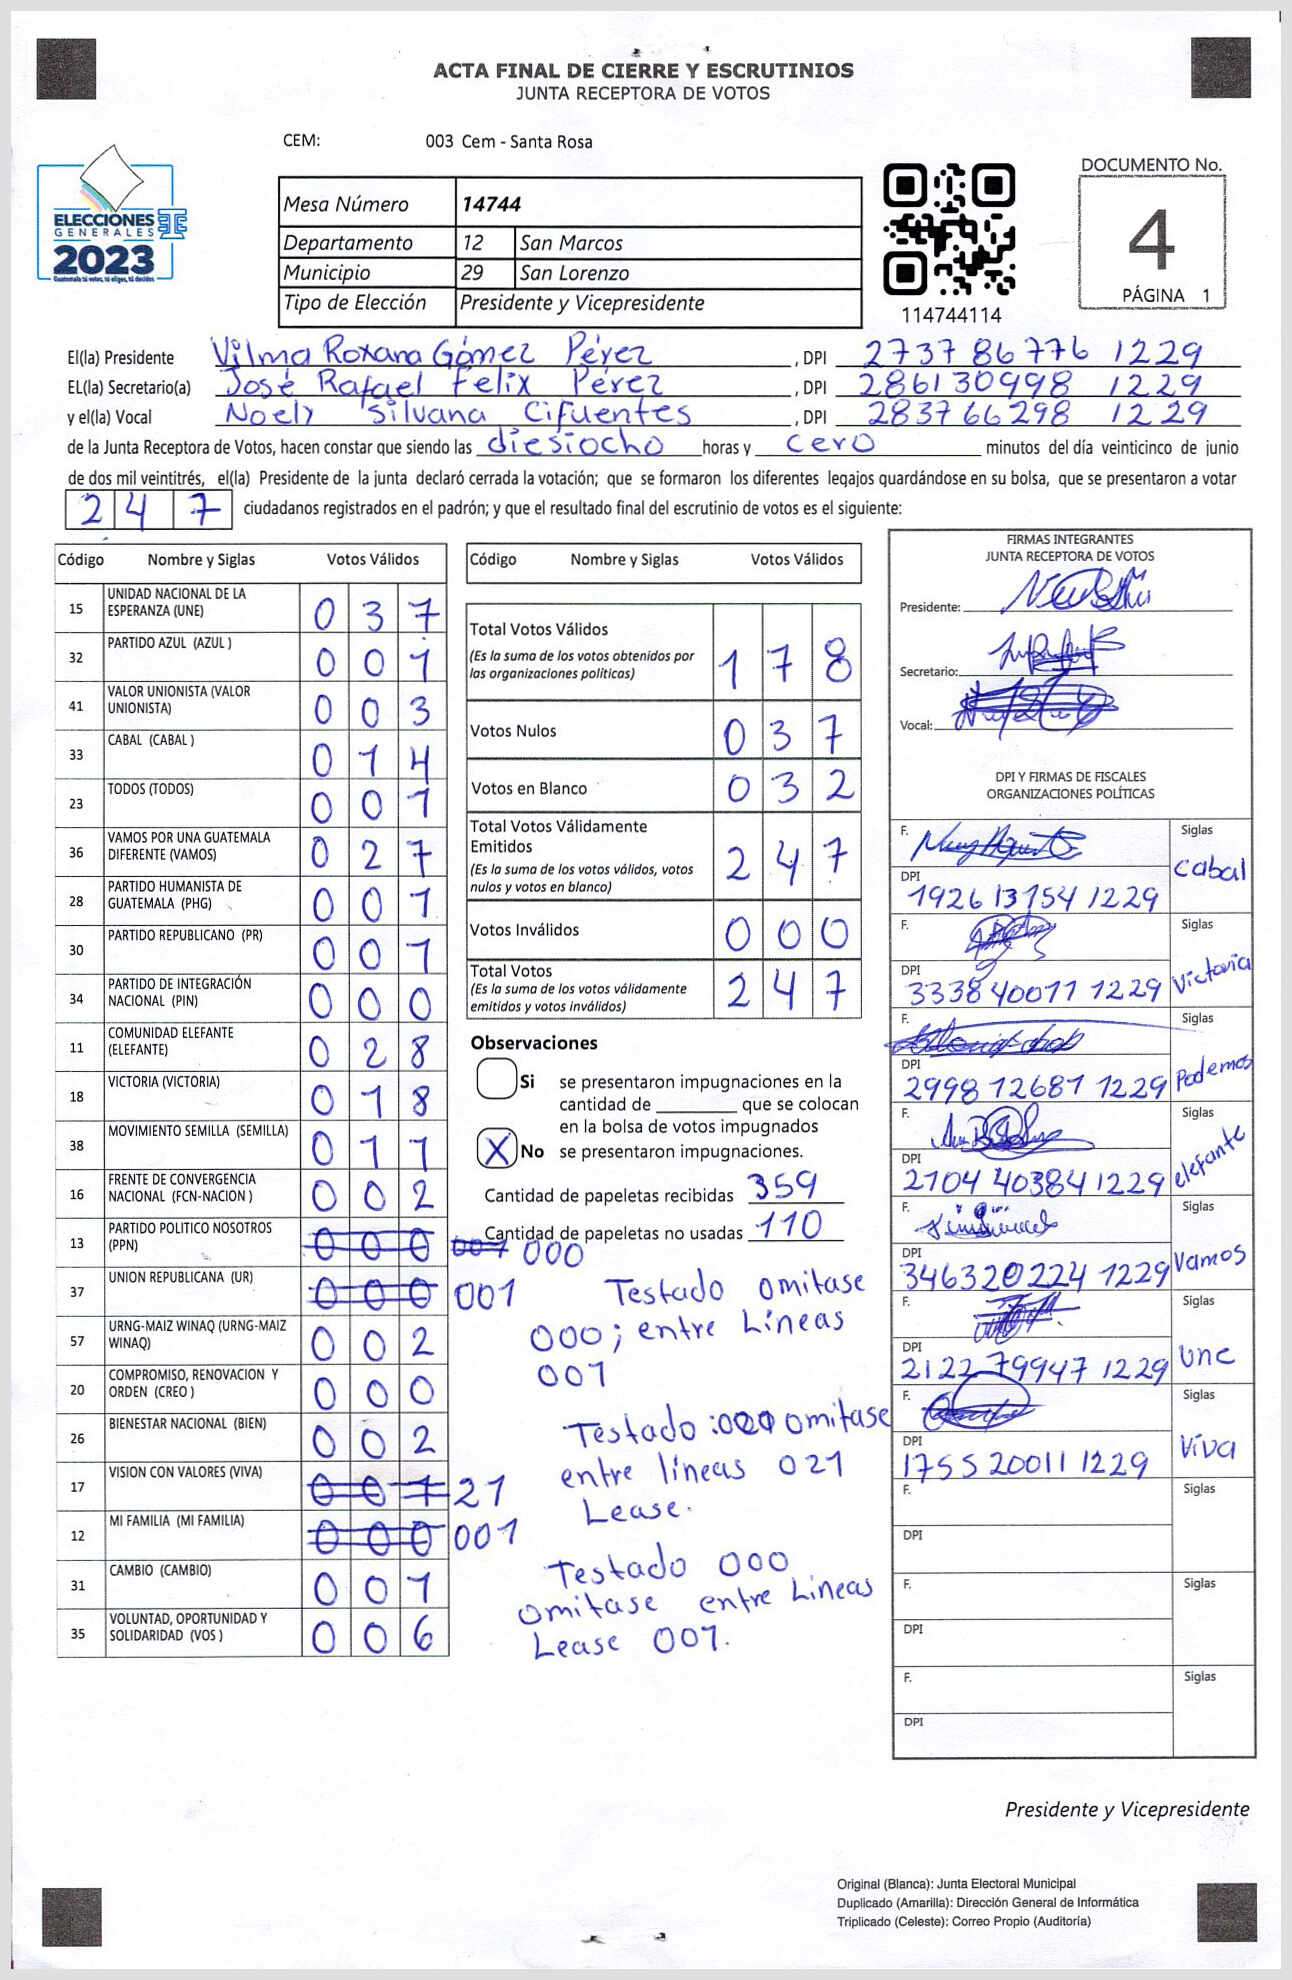 ACTA FINAL DE CIERRE Y ESCRUTINIOS
JUNTA RECEPTORA DE VOTOS
CEM: 003 Cem - Santa Rosa
DOCUMENTO No.
4
PÁGINA 1
ELECCIONES
GENERALES
2023
Guatemala tú votas, tú eliges, tú decides
Mesa Número 14744
Departamento 12 San Marcos
Municipio 29 San Lorenzo
Tipo de Elección Presidente y Vicepresidente
114744114
El(la) Presidente Vilma Roxana Gómez Pérez , DPI 2737 86776 1229
EL(la) Secretario(a) José Rafael Felix Pérez , DPI 2861 30998 1229
y el(la) Vocal Noely Silvana Cifuentes , DPI 2837 66298 1229
de la Junta Receptora de Votos, hacen constar que siendo las diesiocho horas y cero minutos del día veinticinco de junio
de dos mil veintitrés, el(la) Presidente de la junta declaró cerrada la votación; que se formaron los diferentes legajos guardándose en su bolsa, que se presentaron a votar
2 4 7 ciudadanos registrados en el padrón; y que el resultado final del escrutinio de votos es el siguiente:
Código Nombre y Siglas Votos Válidos
15 UNIDAD NACIONAL DE LA ESPERANZA (UNE) 0 3 7
32 PARTIDO AZUL (AZUL ) 0 0 1
41 VALOR UNIONISTA (VALOR UNIONISTA) 0 0 3
33 CABAL (CABAL ) 0 1 4
23 TODOS (TODOS) 0 0 1
36 VAMOS POR UNA GUATEMALA DIFERENTE (VAMOS) 0 2 7
28 PARTIDO HUMANISTA DE GUATEMALA (PHG) 0 0 1
30 PARTIDO REPUBLICANO (PR) 0 0 1
34 PARTIDO DE INTEGRACIÓN NACIONAL (PIN) 0 0 0
11 COMUNIDAD ELEFANTE (ELEFANTE) 0 2 8
18 VICTORIA (VICTORIA) 0 1 8
38 MOVIMIENTO SEMILLA (SEMILLA) 0 1 1
16 FRENTE DE CONVERGENCIA NACIONAL (FCN-NACION ) 0 0 2
13 PARTIDO POLITICO NOSOTROS (PPN) 0 0 0 001 000
37 UNION REPUBLICANA (UR) 0 0 0 001
57 URNG-MAIZ WINAQ (URNG-MAIZ WINAQ) 0 0 2
20 COMPROMISO, RENOVACION Y ORDEN (CREO ) 0 0 0
26 BIENESTAR NACIONAL (BIEN) 0 0 2
17 VISION CON VALORES (VIVA) 0 0 1 21
12 MI FAMILIA (MI FAMILIA) 0 0 0 001
31 CAMBIO (CAMBIO) 0 0 1
35 VOLUNTAD, OPORTUNIDAD Y SOLIDARIDAD (VOS ) 0 0 6
Código Nombre y Siglas Votos Válidos
Total Votos Válidos
(Es la suma de los votos obtenidos por las organizaciones políticas) 1 7 8
Votos Nulos 0 3 7
Votos en Blanco 0 3 2
Total Votos Válidamente Emitidos
(Es la suma de los votos válidos, votos nulos y votos en blanco) 2 4 7
Votos Inválidos 0 0 0
Total Votos
(Es la suma de los votos válidamente emitidos y votos inválidos) 2 4 7
Observaciones
Si se presentaron impugnaciones en la
cantidad de ________ que se colocan
en la bolsa de votos impugnados
X No se presentaron impugnaciones.
Cantidad de papeletas recibidas 359
Cantidad de papeletas no usadas 110
Testado omitase
000; entre Líneas
001
Testado: omitase
entre líneas 021
Lease.
Testado 000
omitase entre Líneas
Lease 001.
FIRMAS INTEGRANTES
JUNTA RECEPTORA DE VOTOS
Presidente:
Secretario:
Vocal:
DPI Y FIRMAS DE FISCALES
ORGANIZACIONES POLÍTICAS
F. Siglas Cabal
DPI 1926 13154 1229
F. Siglas Victoria
DPI 3338 40011 1229
F. Siglas Podemos
DPI 2998 12681 1229
F. Siglas elefante
DPI 2104 40384 1229
F. Siglas Vamos
DPI 3463 20224 1229
F. Siglas une
DPI 2122 79947 1229
F. Siglas Viva
DPI 1755 20011 1229
F. Siglas
DPI
F. Siglas
DPI
F. Siglas
DPI
Presidente y Vicepresidente
Original (Blanca): Junta Electoral Municipal
Duplicado (Amarilla): Dirección General de Informática
Triplicado (Celeste): Correo Propio (Auditoría)